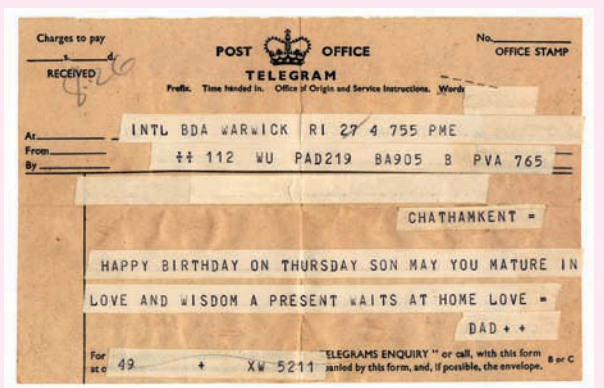 Charges to pay
s. d.
RECEIVED
8.26
POST OFFICE
TELEGRAM
Prefix. Time handed in. Office of Origin and Service Instructions. Words
No.
OFFICE STAMP
At
From
By
INTL BDA WARWICK RI 27 4 755 PME
112 WU PAD219 BA905 B PVA 765
CHATHAMKENT =
HAPPY BIRTHDAY ON THURSDAY SON MAY YOU MATURE IN
LOVE AND WISDOM A PRESENT WAITS AT HOME LOVE =
DAD + +
For TELEGRAMS ENQUIRY" or call, with this form
at o panied by this form, and, if possible, the envelope.
B or C
49 + XW 5211